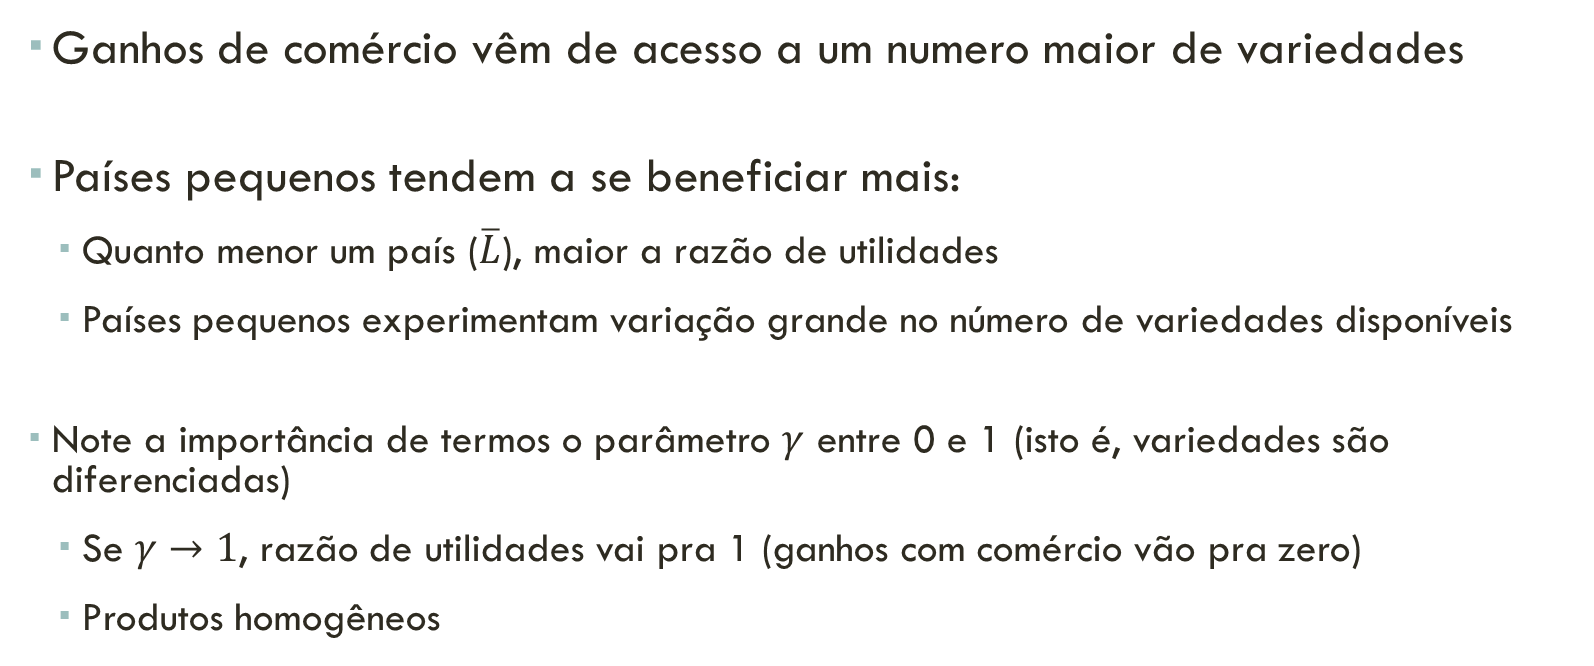 ▪ Ganhos de comércio vêm de acesso a um numero maior de variedades
▪ Países pequenos tendem a se beneficiar mais:
▪ Quanto menor um país (L̅), maior a razão de utilidades
▪ Países pequenos experimentam variação grande no número de variedades disponíveis
▪ Note a importância de termos o parâmetro γ entre 0 e 1 (isto é, variedades são
diferenciadas)
▪ Se γ → 1, razão de utilidades vai pra 1 (ganhos com comércio vão pra zero)
▪ Produtos homogêneos